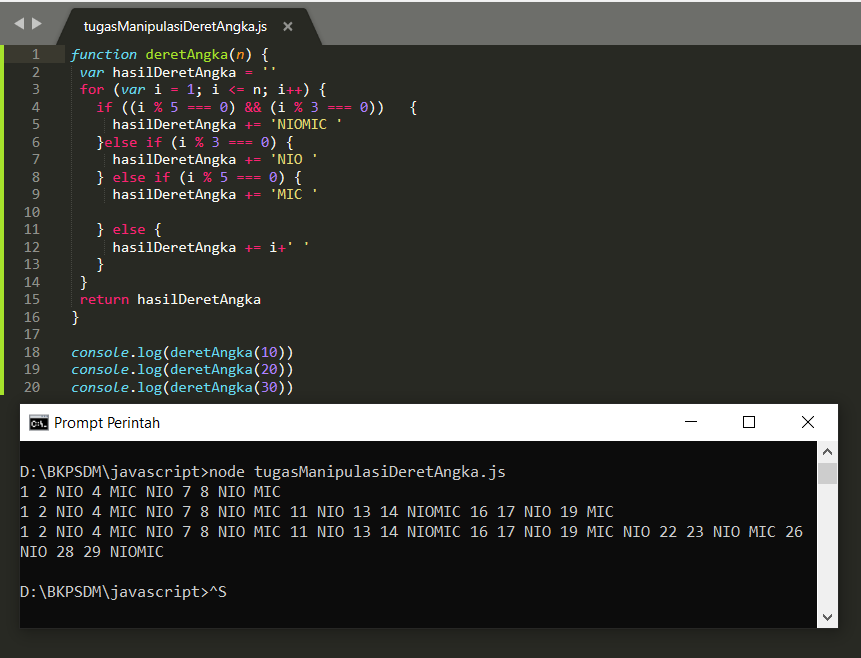 tugasManipulasiDeretAngka.js ×
1 function deretAngka(n) {
2 var hasilDeretAngka = ''
3 for (var i = 1; i <= n; i++) {
4 if ((i % 5 === 0) && (i % 3 === 0)) {
5 hasilDeretAngka += 'NIOMIC '
6 }else if (i % 3 === 0) {
7 hasilDeretAngka += 'NIO '
8 } else if (i % 5 === 0) {
9 hasilDeretAngka += 'MIC '
10
11 } else {
12 hasilDeretAngka += i+' '
13 }
14 }
15 return hasilDeretAngka
16 }
17
18 console.log(deretAngka(10))
19 console.log(deretAngka(20))
20 console.log(deretAngka(30))
C:\. Prompt Perintah
D:\BKPSDM\javascript>node tugasManipulasiDeretAngka.js
1 2 NIO 4 MIC NIO 7 8 NIO MIC
1 2 NIO 4 MIC NIO 7 8 NIO MIC 11 NIO 13 14 NIOMIC 16 17 NIO 19 MIC
1 2 NIO 4 MIC NIO 7 8 NIO MIC 11 NIO 13 14 NIOMIC 16 17 NIO 19 MIC NIO 22 23 NIO MIC 26
NIO 28 29 NIOMIC
D:\BKPSDM\javascript>^S